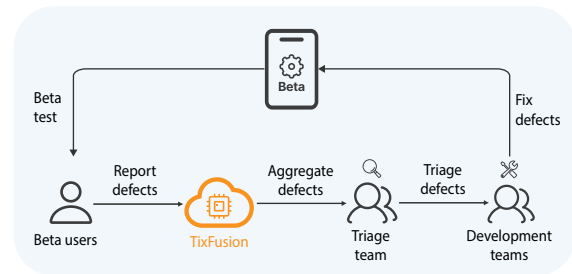 Beta
Beta
test
Fix
defects
Report
defects
Aggregate
defects
Triage
defects
Beta users
TixFusion
Triage
team
Development
teams